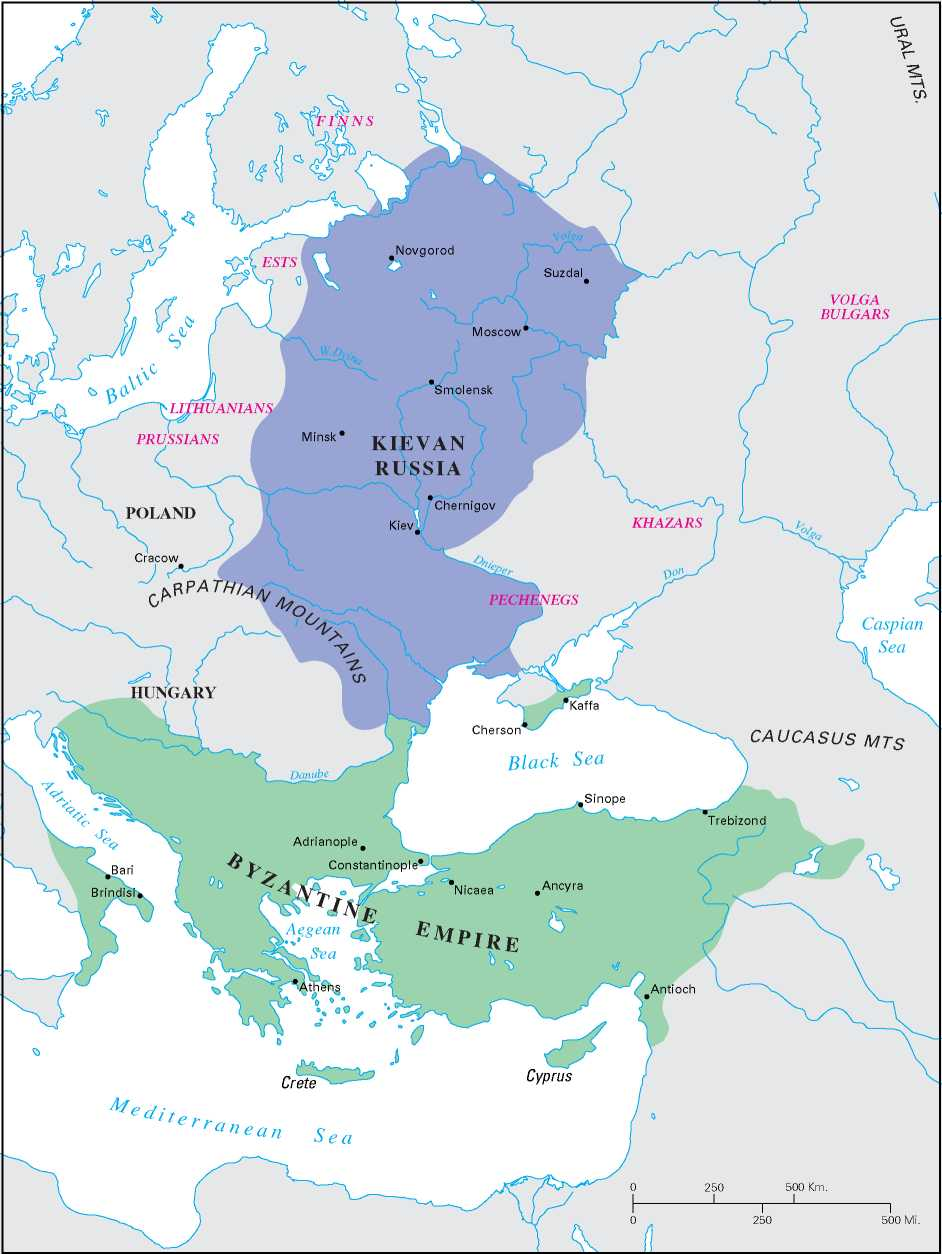 URAL MTS.
FINNS
Novgorod
Volga
ESTS
Suzdal
VOLGA
BULGARS
Moscow
Baltic Sea
W.Dvina
Smolensk
LITHUANIANS
PRUSSIANS
Minsk
KIEVAN
RUSSIA
Chernigov
POLAND
Kiev
KHAZARS
Volga
Cracow
Dnieper
Don
CARPATHIAN MOUNTAINS
PECHENEGS
Caspian
Sea
HUNGARY
Kaffa
Cherson
CAUCASUS MTS
Black Sea
Danube
Adriatic Sea
Sinope
Trebizond
Adrianople
Constantinople
Bari
Brindisi
Nicaea
Ancyra
BYZANTINE EMPIRE
Aegean
Sea
Athens
Antioch
Crete
Cyprus
Mediterranean Sea
0 250 500 Km.
0 250 500 Mi.